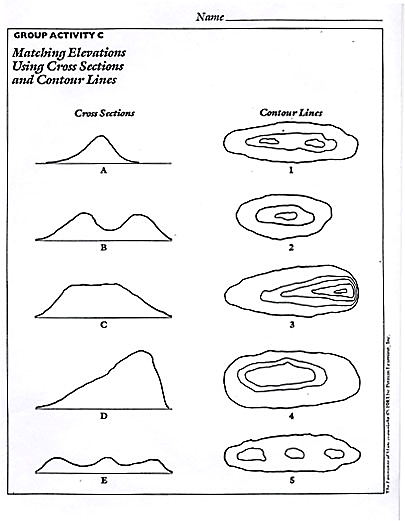 Name
GROUP ACTIVITY C
Matching Elevations
Using Cross Sections
and Contour Lines
Cross Sections
Contour Lines
A
1
B
2
C
3
D
4
E
5